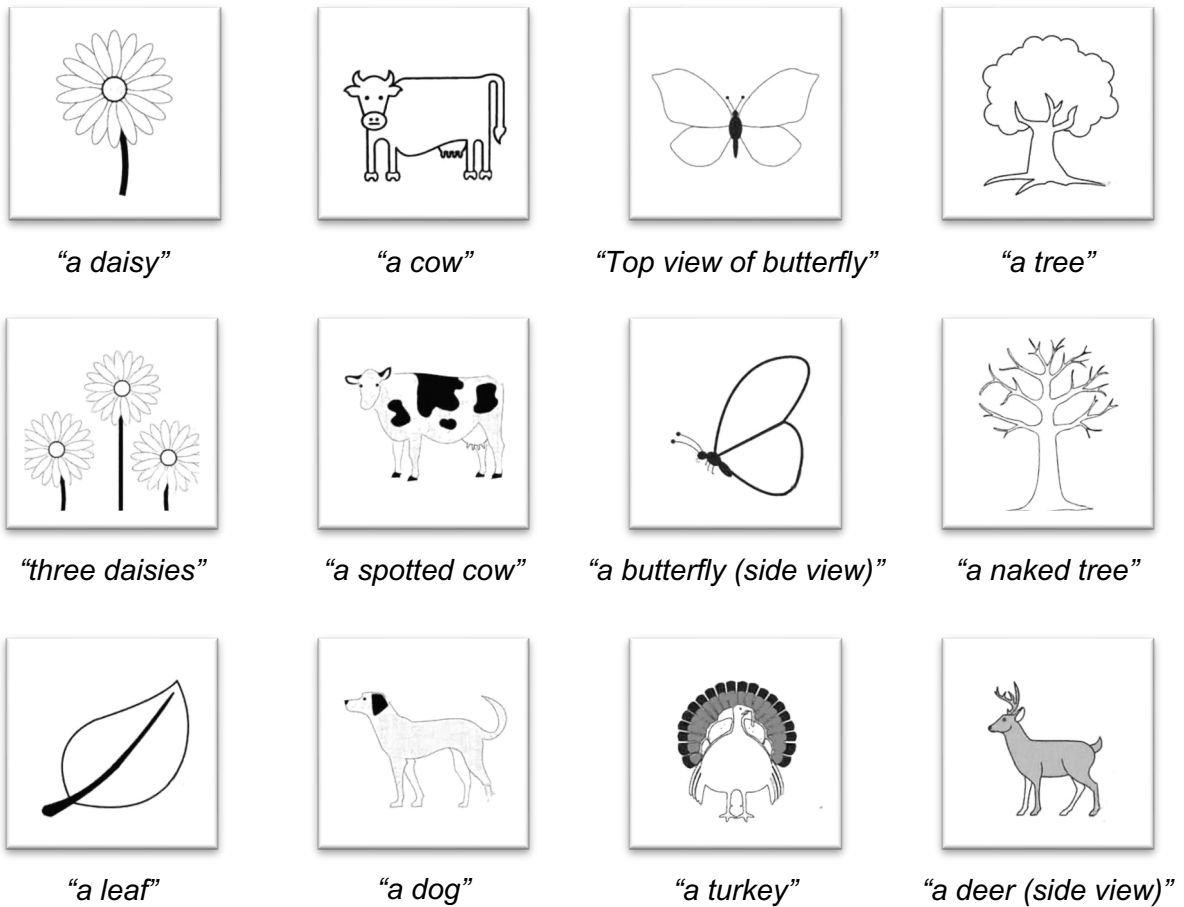 “a daisy”
“a cow”
“Top view of butterfly”
“a tree”
“three daisies”
“a spotted cow”
“a butterfly (side view)”
“a naked tree”
“a leaf”
“a dog”
“a turkey”
“a deer (side view)”